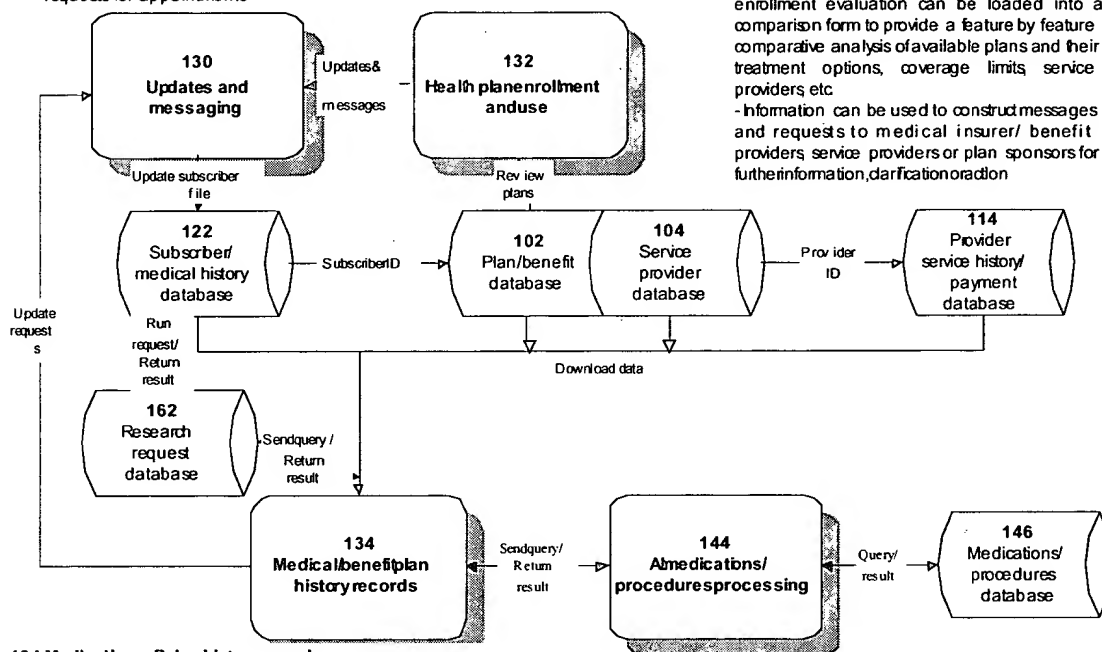 enrollment evaluation can be loaded into a
comparison form to provide a feature by feature
comparative analysis of available plans and their
treatment options, coverage limits, service
providers, etc.
- Information can be used to construct messages
and requests to medical insurer/ benefit
providers, service providers or plan sponsors for
further information, clarification or action
130
Updates and
messaging
Updates&
messages
132
Health plan enrollment
and use
Update subscriber
file
Review
plans
122
Subscriber/
medical history
database
SubscriberID
102
Plan/benefit
database
104
Service
provider
database
Provider
ID
114
Provider
service history/
payment
database
Update
request
s
Run
request/
Return
result
Download data
162
Research
request
database
Sendquery /
Return
result
134
Medical/benefit plan
history records
Sendquery/
Return
result
144
AI medications/
procedures processing
Query/
result
146
Medications/
procedures
database